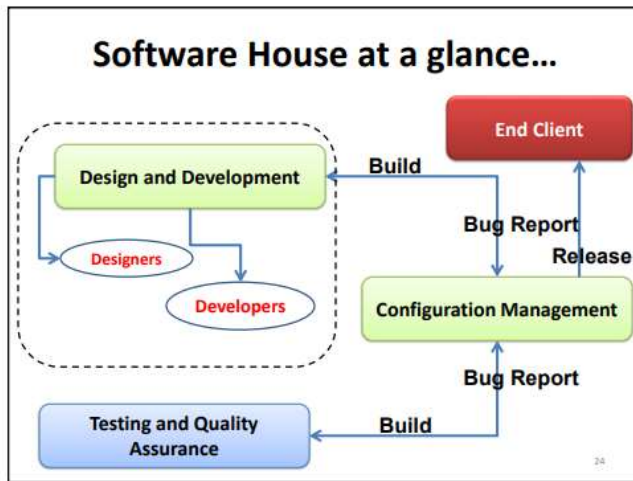 Software House at a glance…
End Client
Design and Development
Build
Bug Report
Designers
Release
Developers
Configuration Management
Bug Report
Testing and Quality
Assurance
Build
24